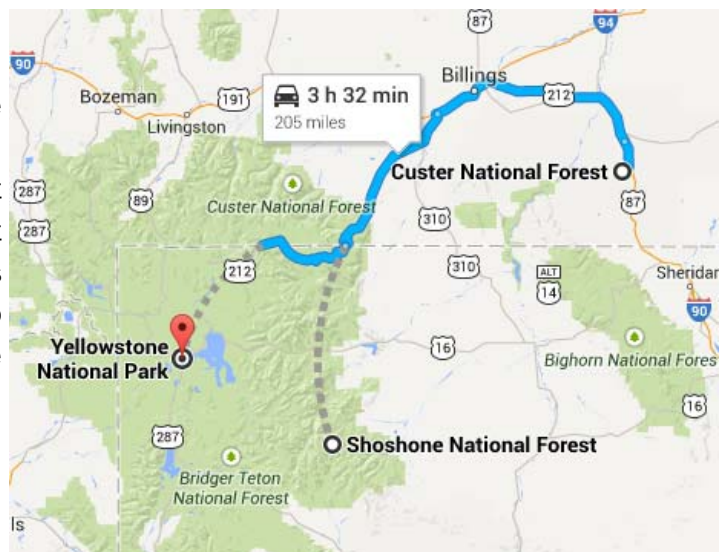 94
87
90
Billings
3 h 32 min
205 miles
191
212
Bozeman
Livingston
Custer National Forest
287
89
Custer National Forest
87
287
310
212
310
ALT
14
Sheridan
90
Yellowstone
National Park
16
Bighorn National Fores
16
287
Shoshone National Forest
Bridger Teton
National Forest
ls